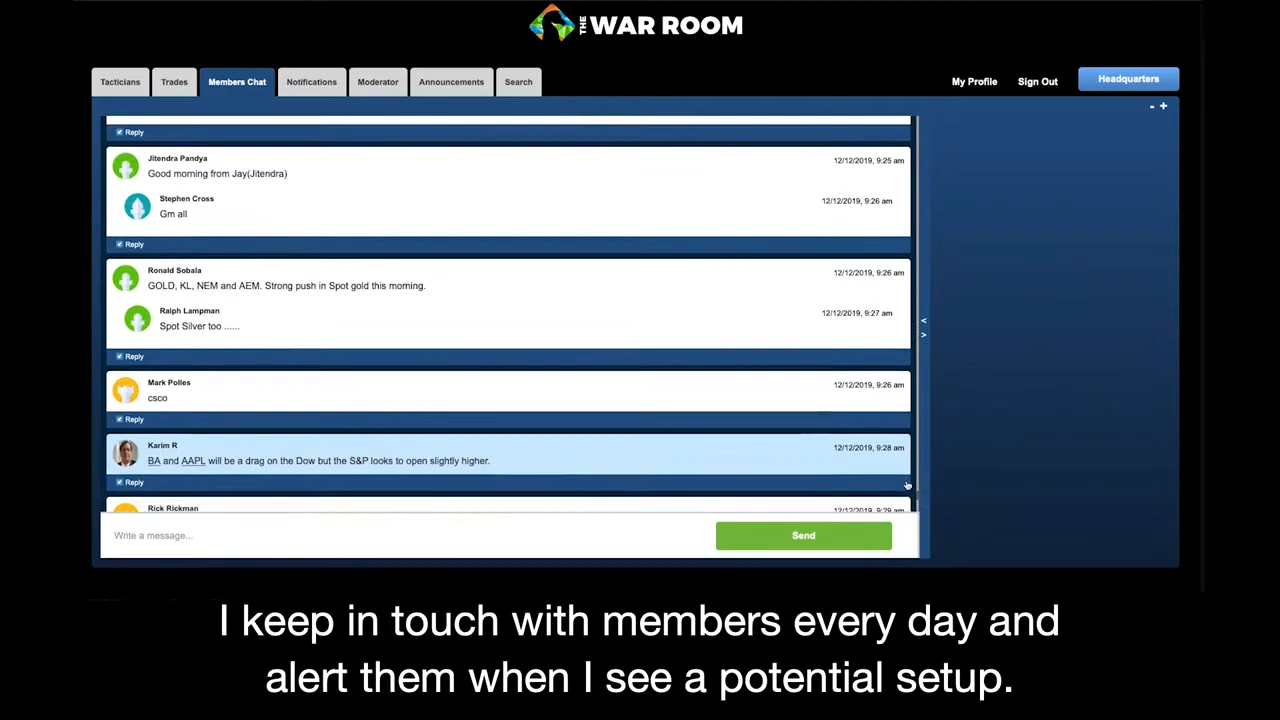 THE WAR ROOM
Tacticians Trades Members Chat Notifications Moderator Announcements Search My Profile Sign Out Headquarters
- +
Reply
Jitendra Pandya 12/12/2019, 9:25 am
Good morning from Jay(Jitendra)
Stephen Cross 12/12/2019, 9:26 am
Gm all
Reply
Ronald Sobala 12/12/2019, 9:26 am
GOLD, KL, NEM and AEM. Strong push in Spot gold this morning.
Ralph Lampman 12/12/2019, 9:27 am
Spot Silver too ......
<
>
Reply
Mark Polles 12/12/2019, 9:26 am
csco
Reply
Karim R 12/12/2019, 9:28 am
BA and AAPL will be a drag on the Dow but the S&P looks to open slightly higher.
Reply
Rick Rickman 12/12/2019, 9:29 am
Write a message... Send
I keep in touch with members every day and
alert them when I see a potential setup.